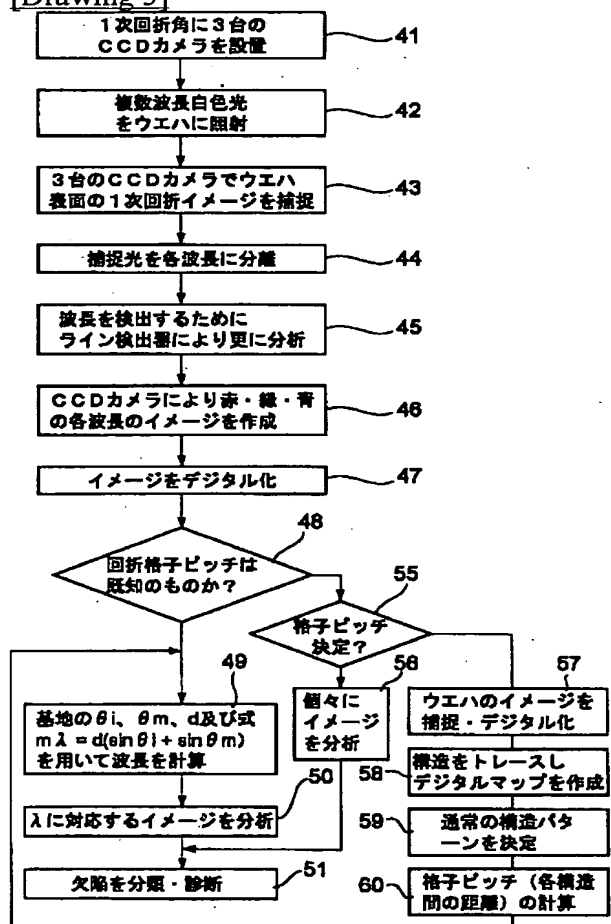 [Drawing 5]
1次回折角に3台の
CCDカメラを設置
41
複数波長白色光
をウエハに照射
42
3台のCCDカメラでウエハ
表面の1次回折イメージを捕捉
43
捕捉光を各波長に分離
44
波長を検出するために
ライン検出器により更に分析
45
CCDカメラにより赤・緑・青
の各波長のイメージを作成
46
イメージをデジタル化
47
48
回折格子ピッチは
既知のものか?
55
格子ピッチ
決定?
49
基地のθi、θm、d及び式
mλ=d(sinθi+sinθm)
を用いて波長を計算
56
個々に
イメージ
を分析
57
ウエハのイメージを
捕捉・デジタル化
58
構造をトレースし
デジタルマップを作成
50
λに対応するイメージを分析
59
通常の構造パタ
ーンを決定
51
欠陥を分類・診断
60
格子ピッチ(各構造
間の距離)の計算